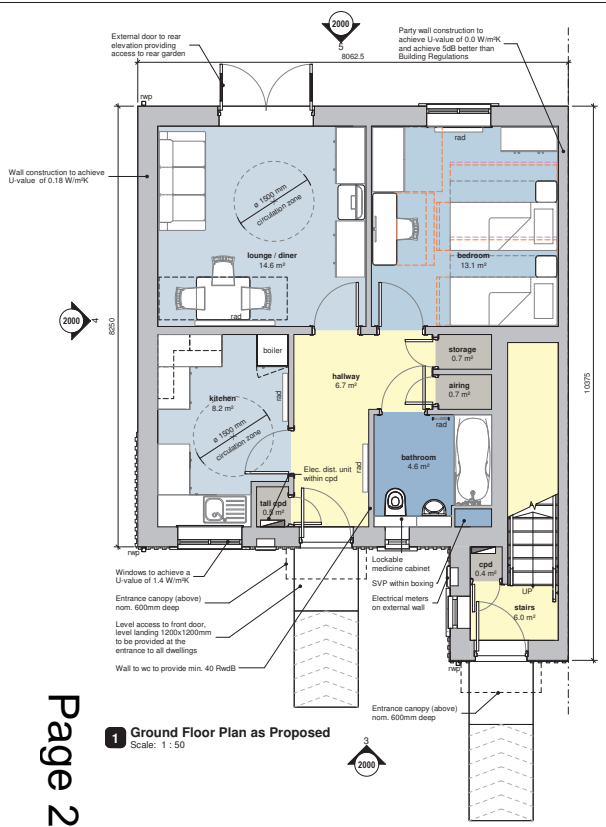 External door to rear
elevation providing
access to rear garden
2000
5
8062.5
Party wall construction to
achieve U-value of 0.0 W/m²K
and achieve 5dB better than
Building Regulations
rwp
rad
Wall construction to achieve
U-value of 0.18 W/m²K
ø 1500 mm
circulation zone
lounge / diner
14.6 m²
bedroom
13.1 m²
rad
rad
2000
4
8250
10375
boiler
storage
0.7 m²
hallway
6.7 m²
airing
0.7 m²
kitchen
8.2 m²
ø 1500 mm
circulation zone
rad
rad
bathroom
4.6 m²
rad
Elec. dist. unit
within cpd
tall cpd
0.5 m²
rwp
Windows to achieve a
U-value of 1.4 W/m²K
Entrance canopy (above)
nom. 600mm deep
Level access to front door,
level landing 1200x1200mm
to be provided at the
entrance to all dwellings
Wall to wc to provide min. 40 RwdB
Lockable
medicine cabinet
SVP within boxing
Electrical meters
on external wall
cpd
0.4 m²
UP
stairs
6.0 m²
rwp
Entrance canopy (above)
nom. 600mm deep
1 Ground Floor Plan as Proposed
Scale: 1 : 50
3
2000
Page 2